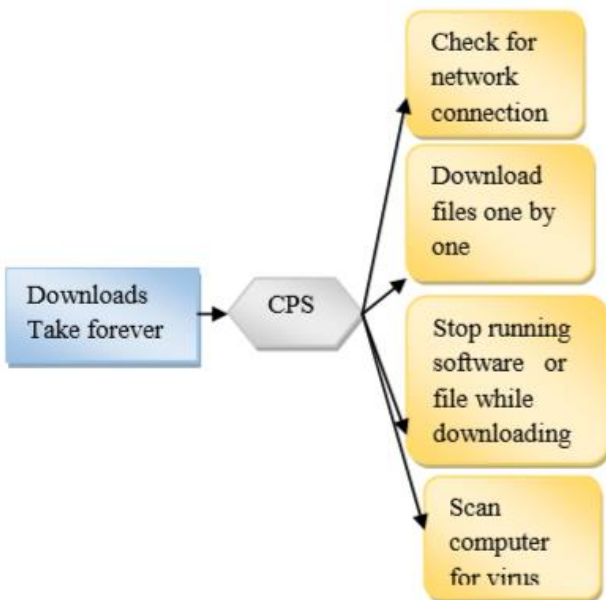 Check for
network
connection
Download
files one by
one
Downloads
Take forever
CPS
Stop running
software or
file while
downloading
Scan
computer
for virus